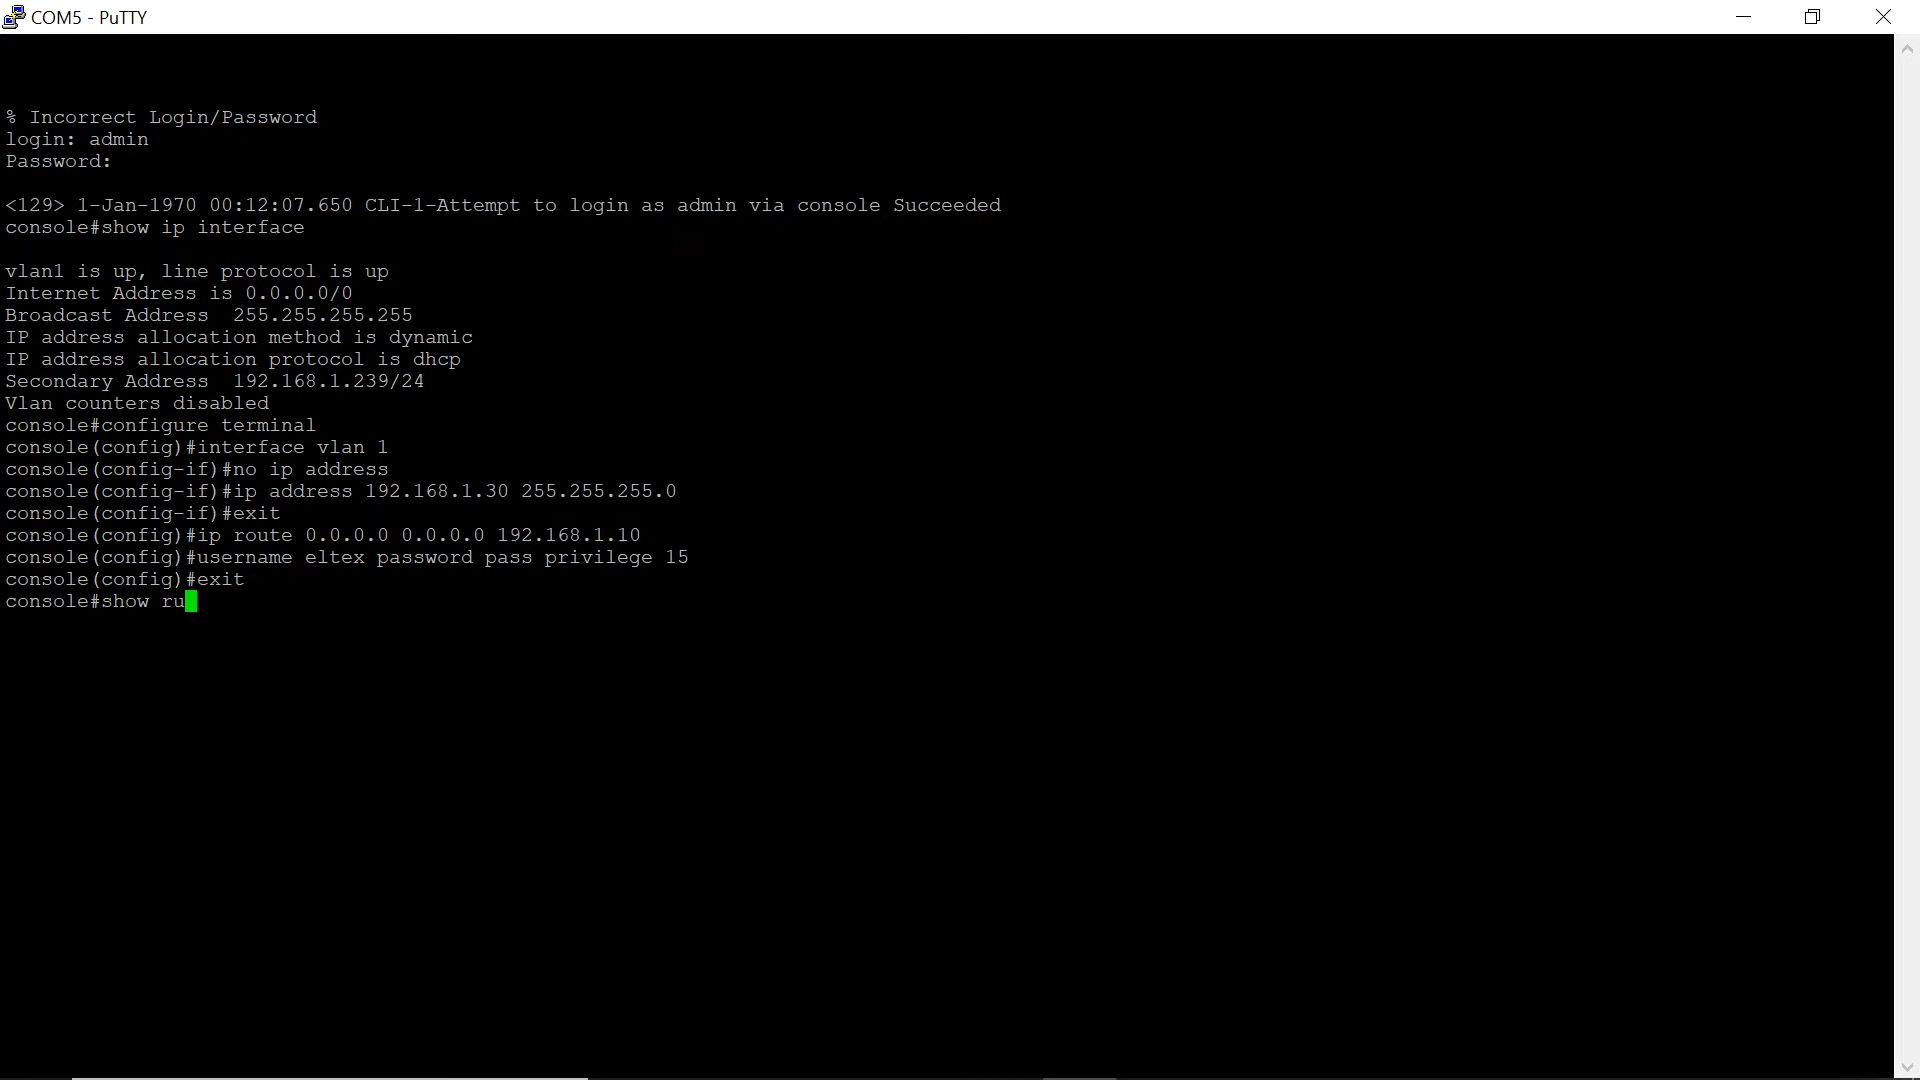 COM5 - PuTTY
% Incorrect Login/Password
login: admin
Password:
<129> 1-Jan-1970 00:12:07.650 CLI-1-Attempt to login as admin via console Succeeded
console#show ip interface
vlan1 is up, line protocol is up
Internet Address is 0.0.0.0/0
Broadcast Address  255.255.255.255
IP address allocation method is dynamic
IP address allocation protocol is dhcp
Secondary Address  192.168.1.239/24
Vlan counters disabled
console#configure terminal
console(config)#interface vlan 1
console(config-if)#no ip address
console(config-if)#ip address 192.168.1.30 255.255.255.0
console(config-if)#exit
console(config)#ip route 0.0.0.0 0.0.0.0 192.168.1.10
console(config)#username eltex password pass privilege 15
console(config)#exit
console#show ru